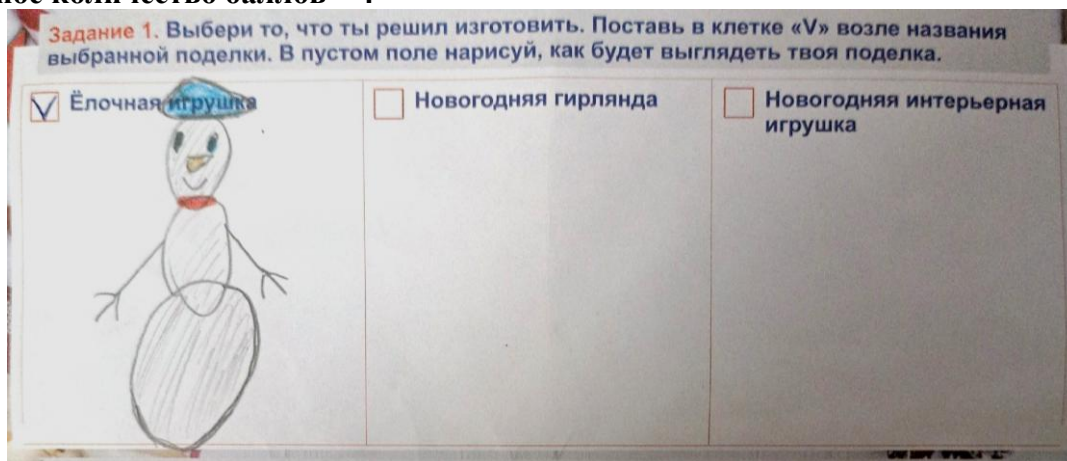 ное количество баллов
Задание 1. Выбери то, что ты решил изготовить. Поставь в клетке «V» возле названия
выбранной поделки. В пустом поле нарисуй, как будет выглядеть твоя поделка.
V Ёлочная игрушка
Новогодняя гирлянда
Новогодняя интерьерная
игрушка